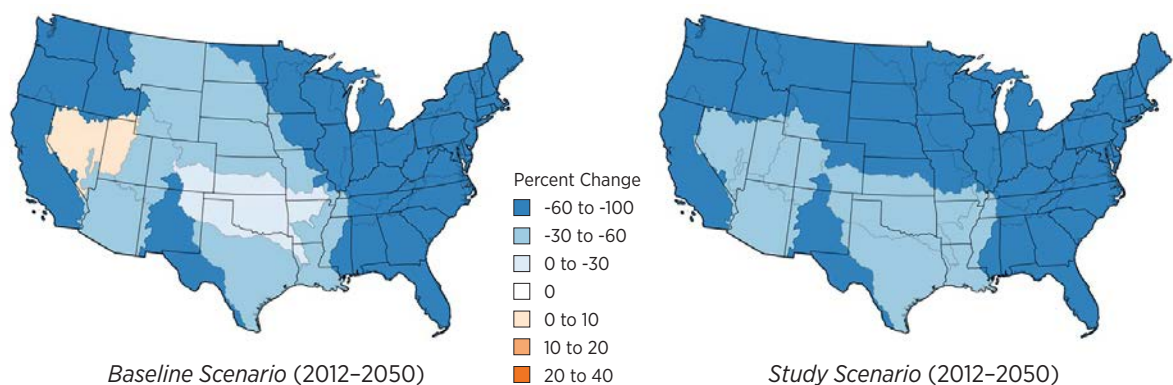 Percent Change
-60 to -100
-30 to -60
0 to -30
0
0 to 10
10 to 20
20 to 40
Baseline Scenario (2012–2050)
Study Scenario (2012–2050)